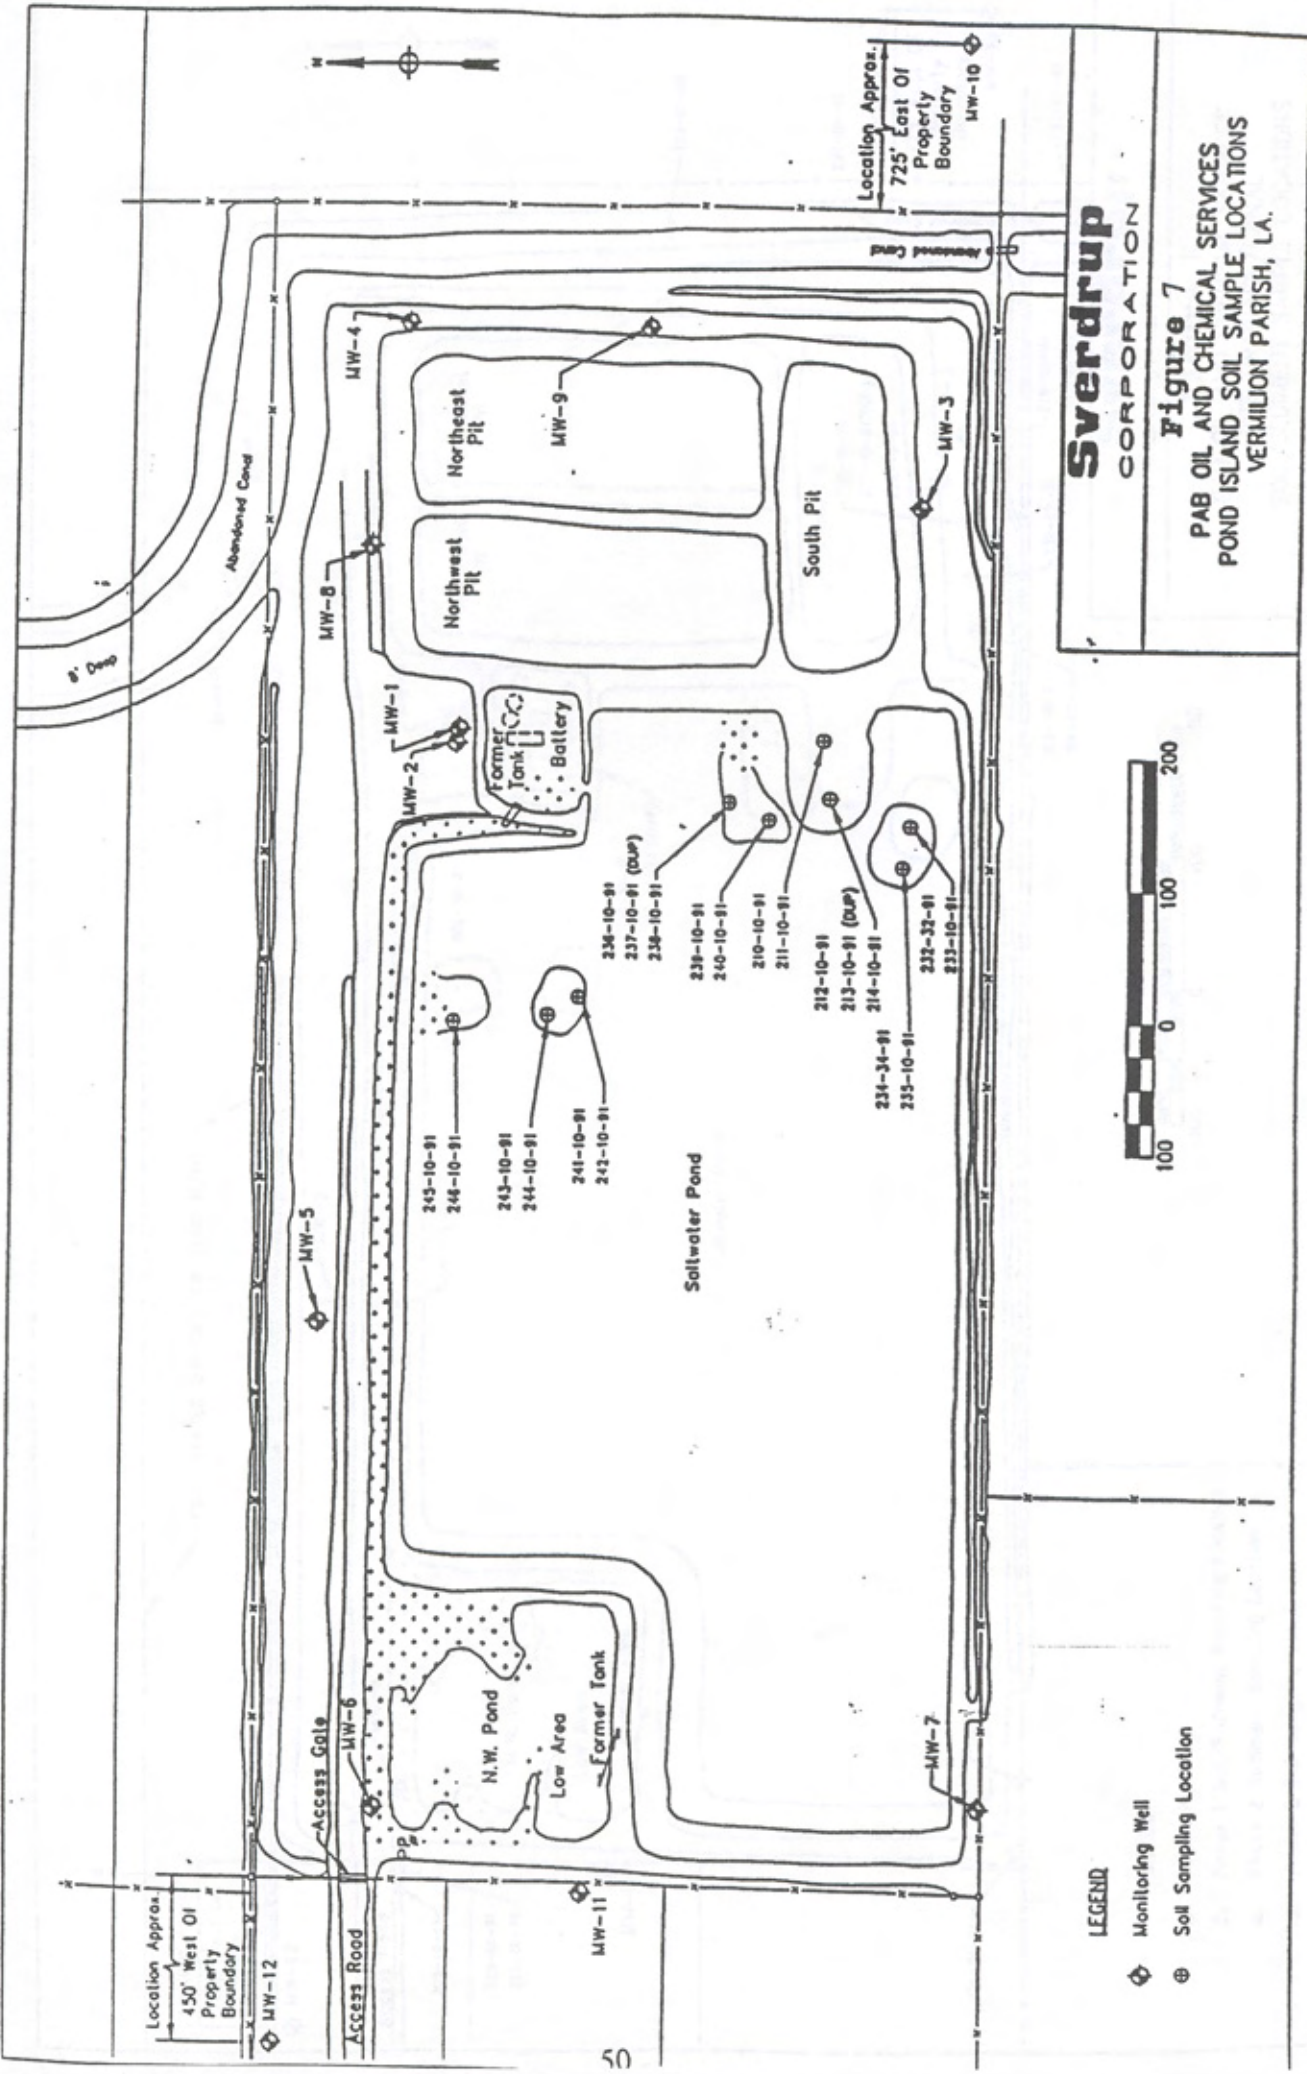 Location Approx.
450' West Of
Property
Boundary
MW-12
Access Road
Access Gate
MW-6
PP
MW-11
N.W. Pond
Low Area
Former Tank
MW-7
MW-5
Saltwater Pond
245-10-91
246-10-91
243-10-91
244-10-91
241-10-91
242-10-91
236-10-91
237-10-91 (DUP)
238-10-91
239-10-91
240-10-91
210-10-91
211-10-91
212-10-91
213-10-91 (DUP)
214-10-91
234-34-91
235-10-91
232-32-91
233-10-91
MW-2
MW-1
Former
Tank
Battery
MW-8
Abandoned Canal
Northwest
Pit
Northeast
Pit
South Pit
MW-4
MW-9
MW-3
Abandoned Canal
Location Approx.
725' East Of
Property
Boundary
MW-10
LEGEND
Monitoring Well
Soil Sampling Location
100 0 100 200
Sverdrup
CORPORATION
Figure 7
PAB OIL AND CHEMICAL SERVICES
POND ISLAND SOIL SAMPLE LOCATIONS
VERMILION PARISH, LA.
50